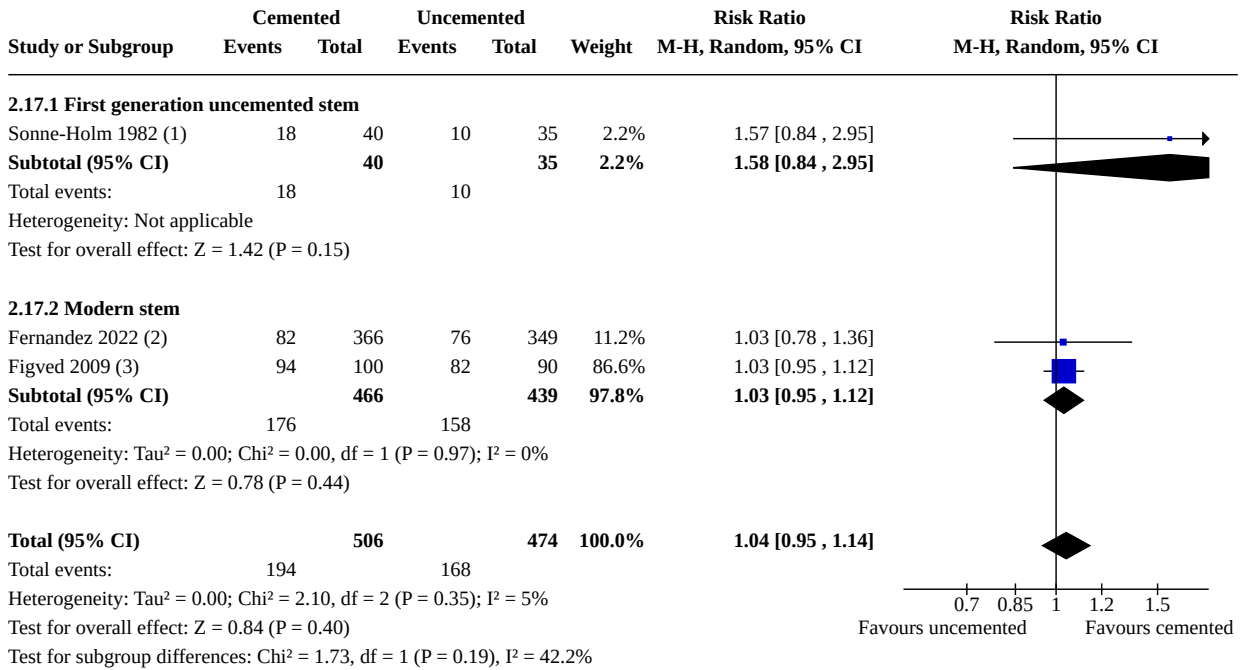 Cemented Uncemented Risk Ratio Risk Ratio
Study or Subgroup Events Total Events Total Weight M-H, Random, 95% CI M-H, Random, 95% CI
2.17.1 First generation uncemented stem
Sonne-Holm 1982 (1) 18 40 10 35 2.2% 1.57 [0.84 , 2.95]
Subtotal (95% CI) 40 35 2.2% 1.58 [0.84 , 2.95]
Total events: 18 10
Heterogeneity: Not applicable
Test for overall effect: Z = 1.42 (P = 0.15)
2.17.2 Modern stem
Fernandez 2022 (2) 82 366 76 349 11.2% 1.03 [0.78 , 1.36]
Figved 2009 (3) 94 100 82 90 86.6% 1.03 [0.95 , 1.12]
Subtotal (95% CI) 466 439 97.8% 1.03 [0.95 , 1.12]
Total events: 176 158
Heterogeneity: Tau² = 0.00; Chi² = 0.00, df = 1 (P = 0.97); I² = 0%
Test for overall effect: Z = 0.78 (P = 0.44)
Total (95% CI) 506 474 100.0% 1.04 [0.95 , 1.14]
Total events: 194 168
Heterogeneity: Tau² = 0.00; Chi² = 2.10, df = 2 (P = 0.35); I² = 5%
0.7 0.85 1 1.2 1.5
Test for overall effect: Z = 0.84 (P = 0.40)
Favours uncemented Favours cemented
Test for subgroup differences: Chi² = 1.73, df = 1 (P = 0.19), I² = 42.2%